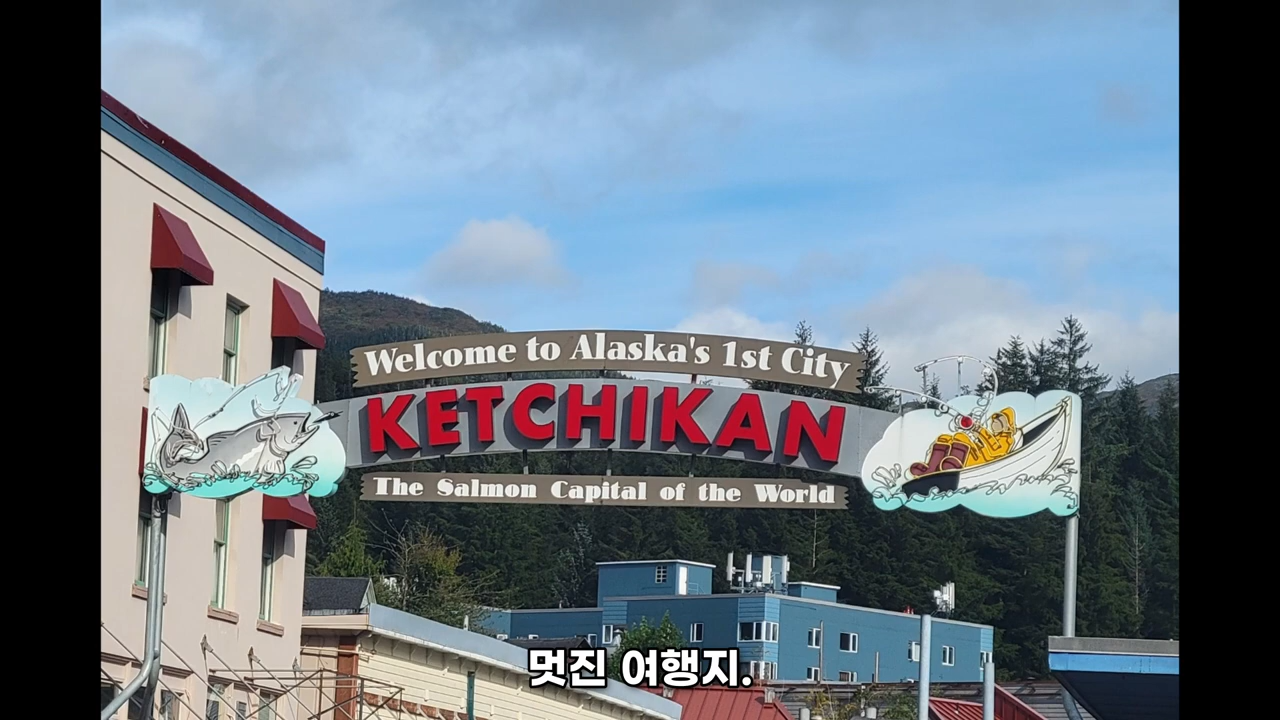 Welcome to Alaska's 1st City
KETCHIKAN
The Salmon Capital of the World
멋진 여행지.